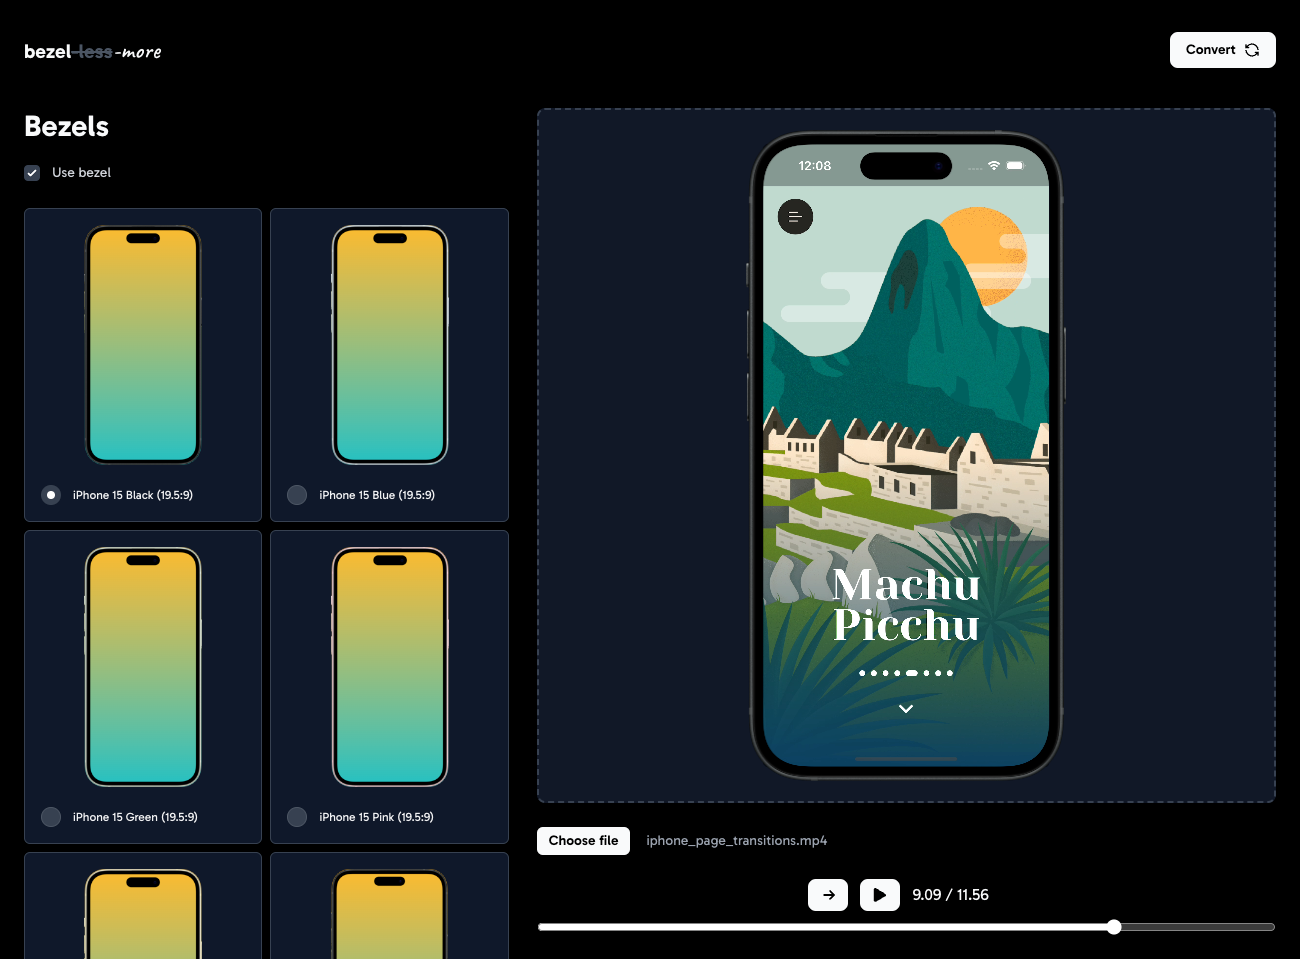 bezel-less-more
Convert
Bezels
Use bezel
iPhone 15 Black (19.5:9)
iPhone 15 Blue (19.5:9)
iPhone 15 Green (19.5:9)
iPhone 15 Pink (19.5:9)
12:08
Machu
Picchu
Choose file
iphone_page_transitions.mp4
9.09 / 11.56